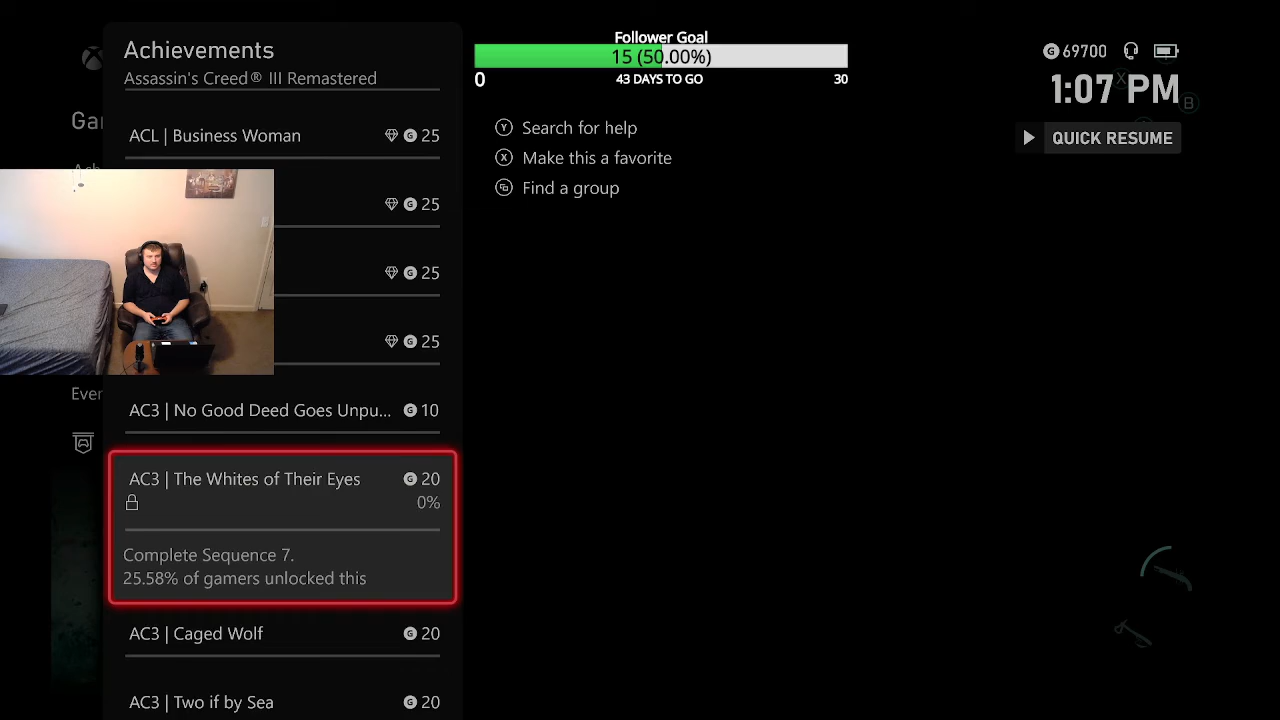 Achievements
Assassin's Creed® III Remastered
ACL | Business Woman
25
25
25
25
AC3 | No Good Deed Goes Unpu...
10
AC3 | The Whites of Their Eyes
20
0%
Complete Sequence 7.
25.58% of gamers unlocked this
AC3 | Caged Wolf
20
AC3 | Two if by Sea
20
Follower Goal
15 (50.00%)
0
43 DAYS TO GO
30
Y Search for help
X Make this a favorite
Find a group
G 69700
1:07 PM
X
B
QUICK RESUME
Gar
Even